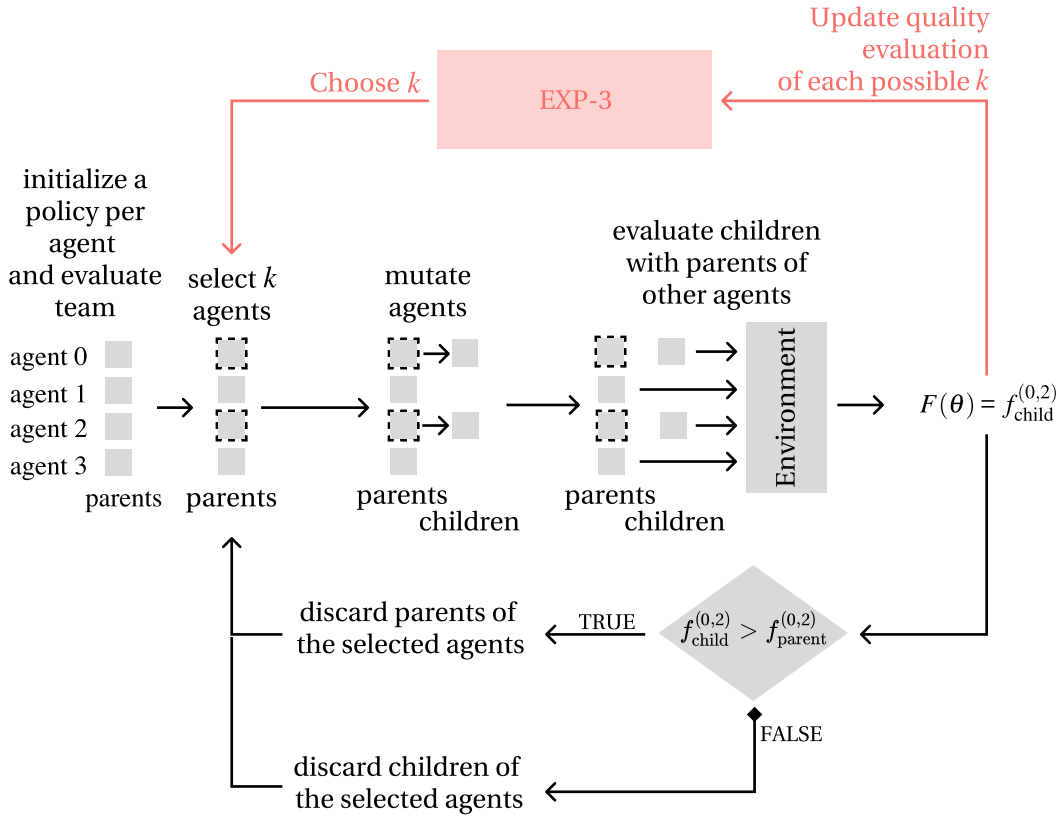 Update quality
evaluation
of each possible k
Choose k
EXP-3
initialize a
policy per
agent
and evaluate
team
select k
agents
mutate
agents
evaluate children
with parents of
other agents
agent 0
agent 1
agent 2
agent 3
parents
parents
parents
children
parents
children
Environment
F(θ) = f_child^(0,2)
discard parents of
the selected agents
TRUE
f_child^(0,2) > f_parent^(0,2)
FALSE
discard children of
the selected agents